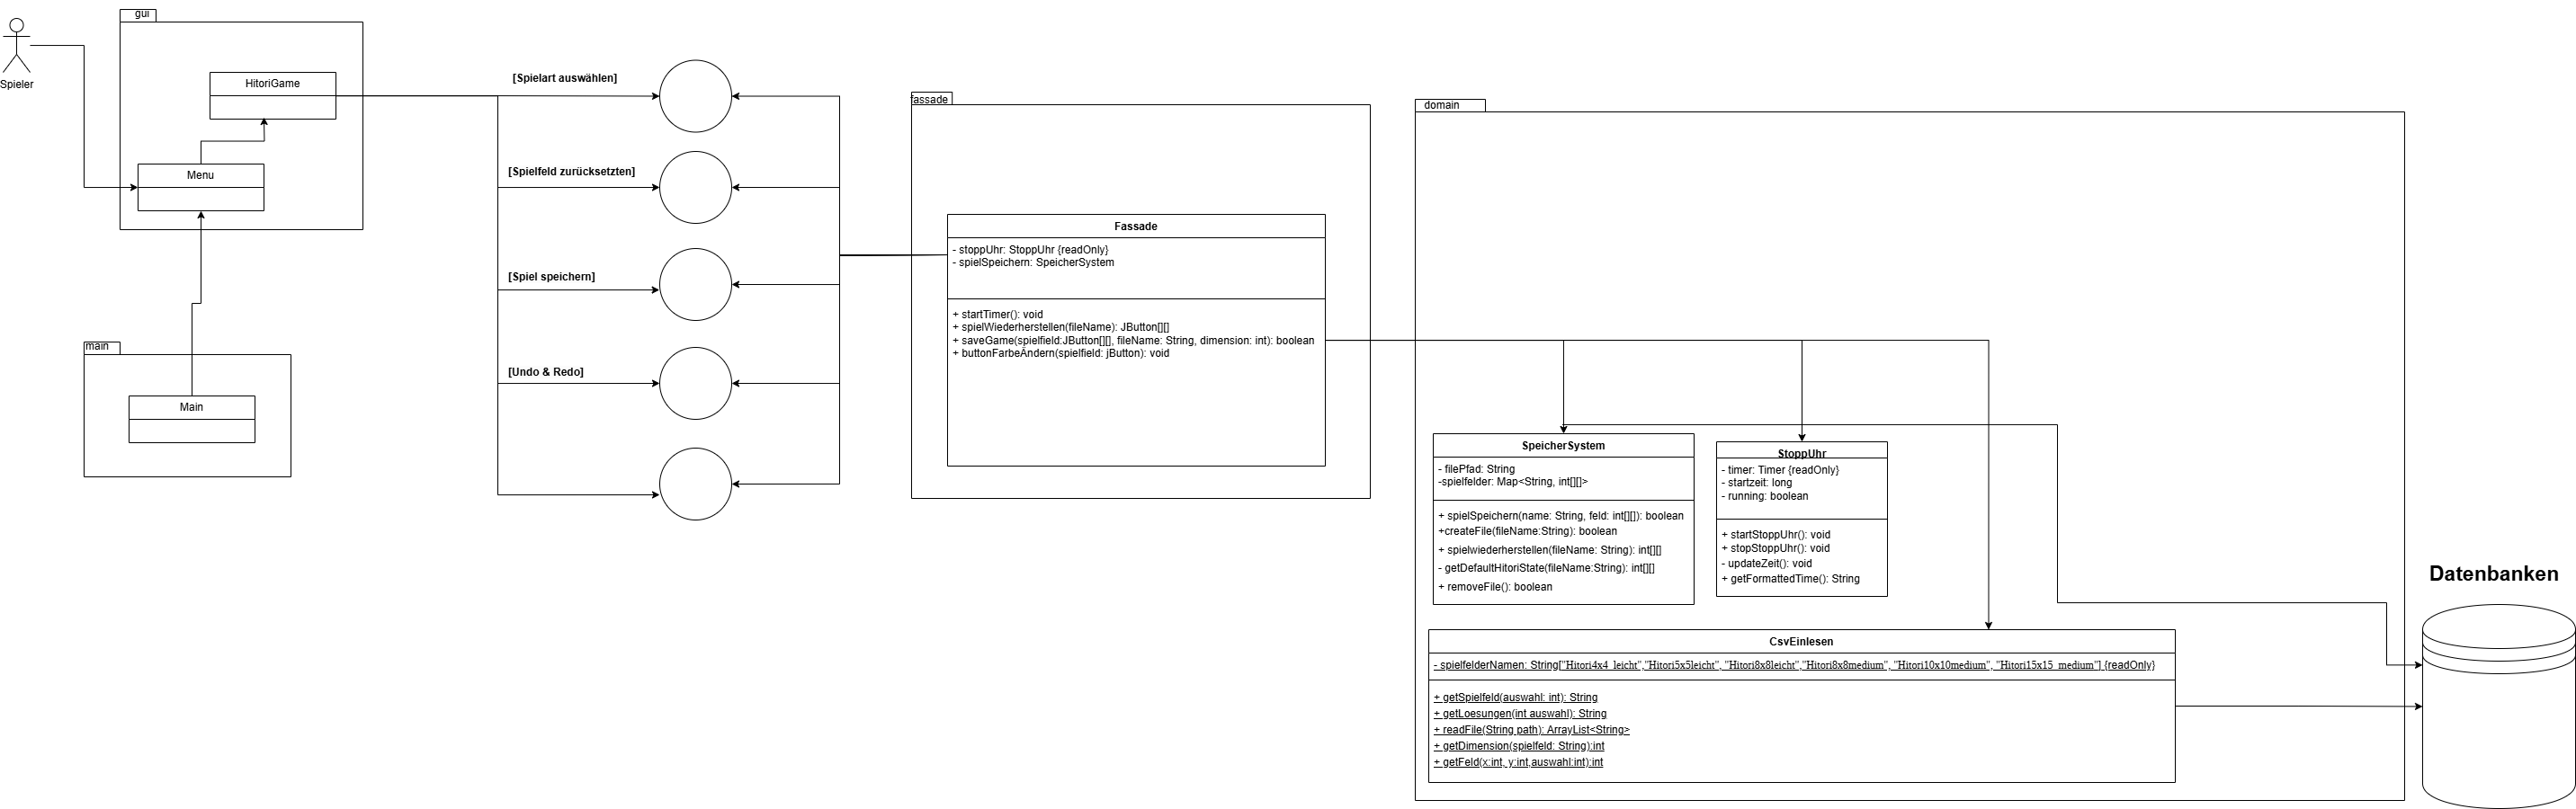 gui
Spieler
HitoriGame
Menu
main
Main
[Spielart auswählen]
[Spielfeld zurücksetzten]
[Spiel speichern]
[Undo & Redo]
fassade
Fassade
- stoppUhr: StoppUhr {readOnly}
- spielSpeichern: SpeicherSystem
+ startTimer(): void
+ spielWiederherstellen(fileName): JButton[][]
+ saveGame(spielfield:JButton[][], fileName: String, dimension: int): boolean
+ buttonFarbeÄndern(spielfield: jButton): void
domain
SpeicherSystem
- filePfad: String
-spielfelder: Map<String, int[][]>
+ spielSpeichern(name: String, feld: int[][]): boolean
+createFile(fileName:String): boolean
+ spielwiederherstellen(fileName: String): int[][]
- getDefaultHitoriState(fileName:String): int[][]
+ removeFile(): boolean
StoppUhr
- timer: Timer {readOnly}
- startzeit: long
- running: boolean
+ startStoppUhr(): void
+ stopStoppUhr(): void
- updateZeit(): void
+ getFormattedTime(): String
CsvEinlesen
- spielfelderNamen: String["Hitori4x4_leicht","Hitori5x5leicht", "Hitori8x8leicht","Hitori8x8medium", "Hitori10x10medium", "Hitori15x15_medium"] {readOnly}
+ getSpielfeld(auswahl: int): String
+ getLoesungen(int auswahl): String
+ readFile(String path): ArrayList<String>
+ getDimension(spielfeld: String):int
+ getFeld(x:int, y:int,auswahl:int):int
Datenbanken